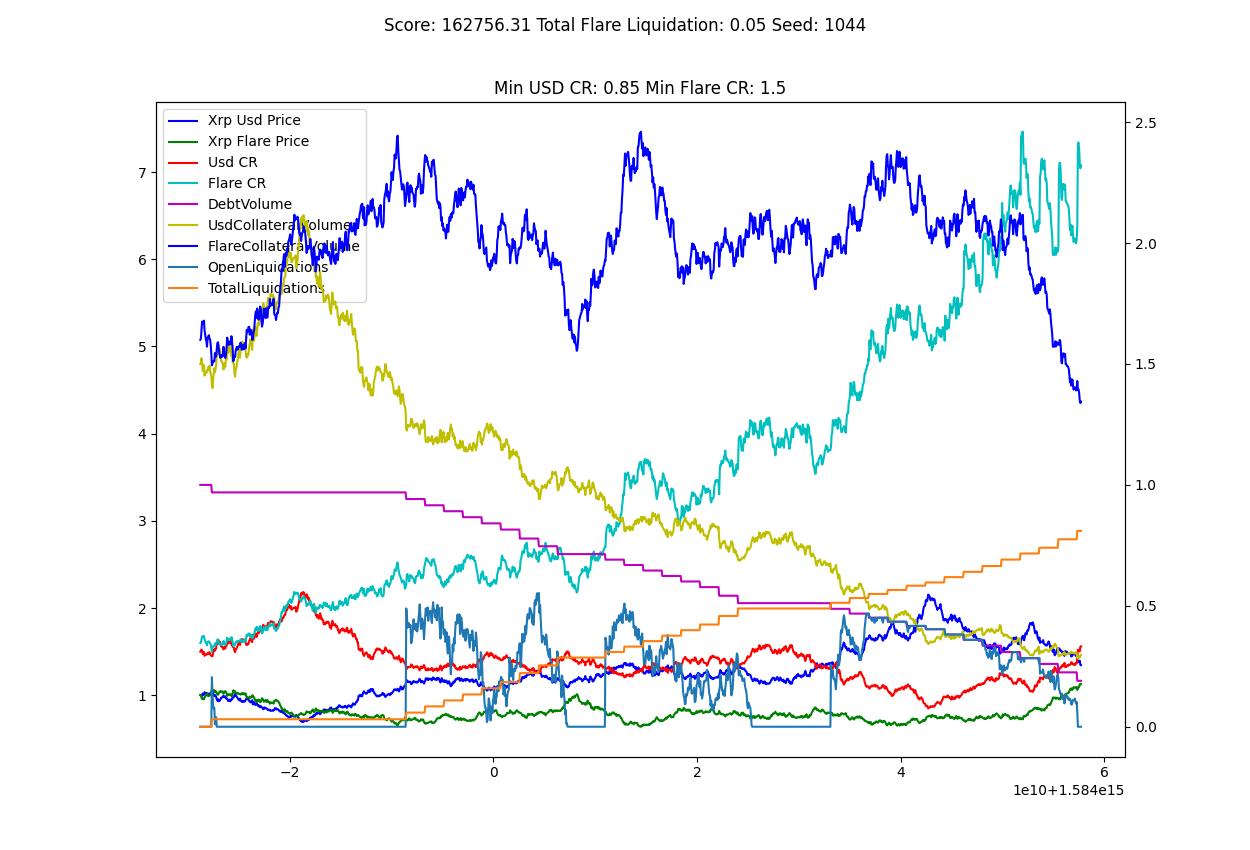 Score: 162756.31 Total Flare Liquidation: 0.05 Seed: 1044
Min USD CR: 0.85 Min Flare CR: 1.5
Xrp Usd Price
Xrp Flare Price
Usd CR
Flare CR
DebtVolume
UsdCollateralVolume
FlareCollateralVolume
OpenLiquidations
TotalLiquidations
7
6
5
4
3
2
1
2.5
2.0
1.5
1.0
0.5
0.0
−2
0
2
4
6
1e10+1.584e15